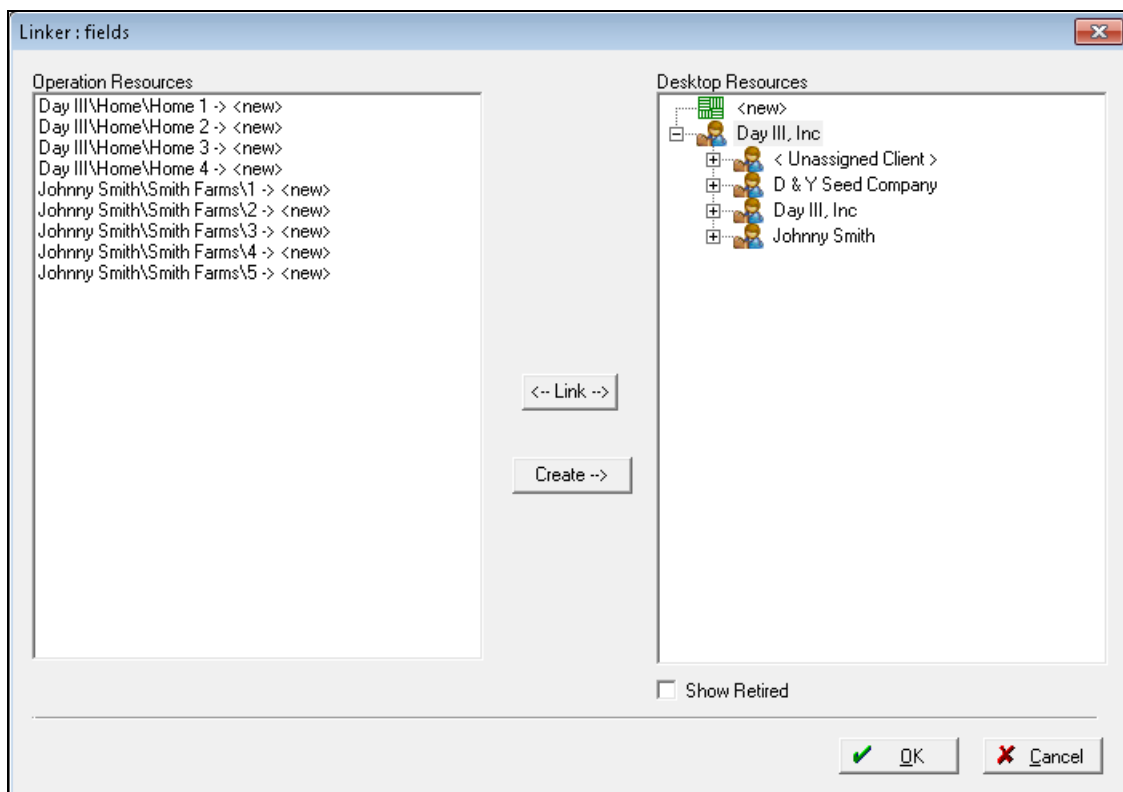 Linker : fields
Operation Resources
Day III\Home\Home 1 -> <new>
Day III\Home\Home 2 -> <new>
Day III\Home\Home 3 -> <new>
Day III\Home\Home 4 -> <new>
Johnny Smith\Smith Farms\1 -> <new>
Johnny Smith\Smith Farms\2 -> <new>
Johnny Smith\Smith Farms\3 -> <new>
Johnny Smith\Smith Farms\4 -> <new>
Johnny Smith\Smith Farms\5 -> <new>
<-- Link -->
Create -->
Desktop Resources
<new>
Day III, Inc
< Unassigned Client >
D & Y Seed Company
Day III, Inc
Johnny Smith
Show Retired
OK
Cancel